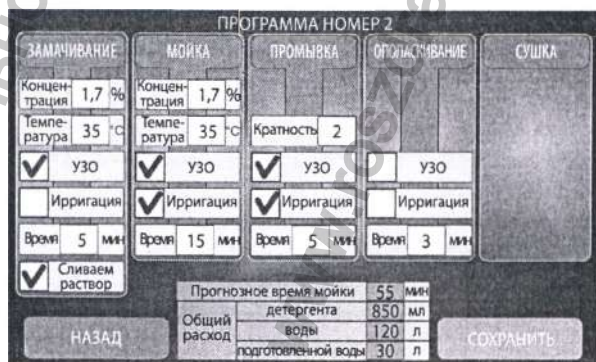 ПРОГРАММА НОМЕР 2
ЗАМАЧИВАНИЕ
Концен-
трация 1,7 %
Темпе-
ратура 35 °C
УЗО
Ирригация
Время 5 мин
Сливаем
раствор
МОЙКА
Концен-
трация 1,7 %
Темпе-
ратура 35 °C
УЗО
Ирригация
Время 15 мин
ПРОМЫВКА
Кратность 2
УЗО
Ирригация
Время 5 мин
ОПОЛАСКИВАНИЕ
УЗО
Ирригация
Время 3 мин
СУШКА
Прогнозное время мойки 55 мин
Общий
расход
детергента 850 мл
воды 120 л
подготовленной воды 30 л
НАЗАД
СОХРАНИТЬ